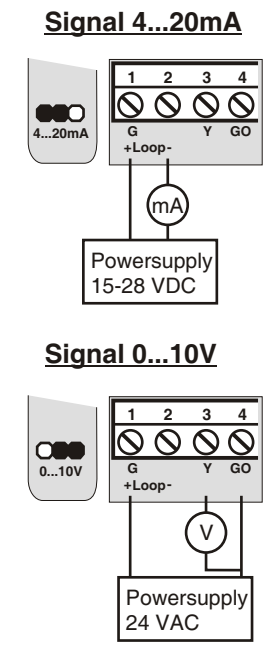 Signal 4...20mA
1 2 3 4
4...20mA
G Y GO
+Loop-
mA
Powersupply
15-28 VDC
Signal 0...10V
1 2 3 4
0...10V
G Y GO
+Loop-
V
Powersupply
24 VAC